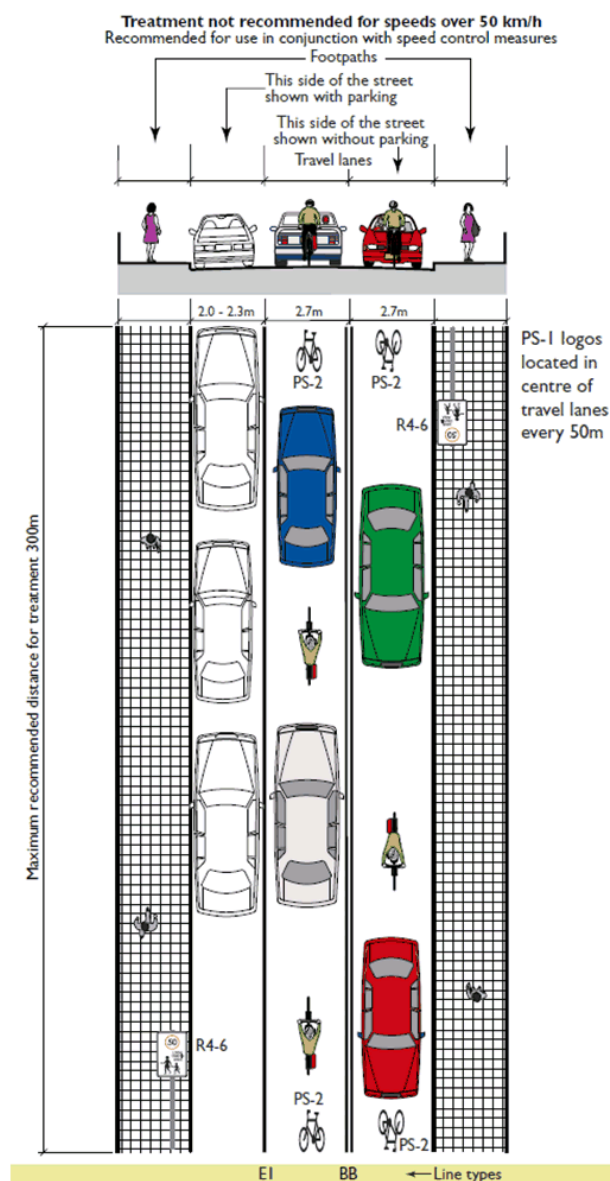 Treatment not recommended for speeds over 50 km/h
Recommended for use in conjunction with speed control measures
Footpaths
This side of the street
shown with parking
This side of the street
shown without parking
Travel lanes
2.0 - 2.3m
2.7m
2.7m
PS-2
PS-2
PS-1 logos
located in
centre of
travel lanes
every 50m
R4-6
50
Maximum recommended distance for treatment 300m
50
R4-6
PS-2
PS-2
E1
BB
Line types